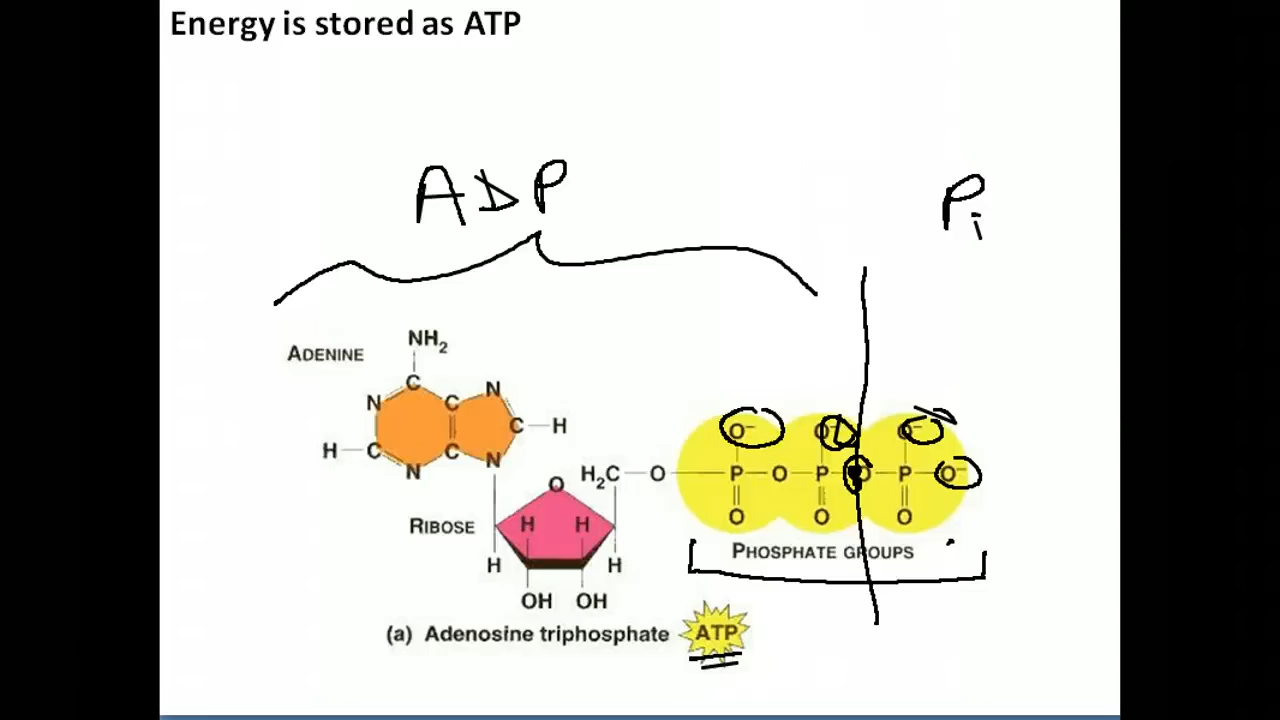 Energy is stored as ATP
ADP
Pi
NH2
ADENINE
C
N N
C
C H
H C C
N N
H2C O
O
O⁻ O⁻ O⁻
P O P O P O⁻
O O O
RIBOSE
H H
H H
OH OH
PHOSPHATE GROUPS
(a) Adenosine triphosphate ATP